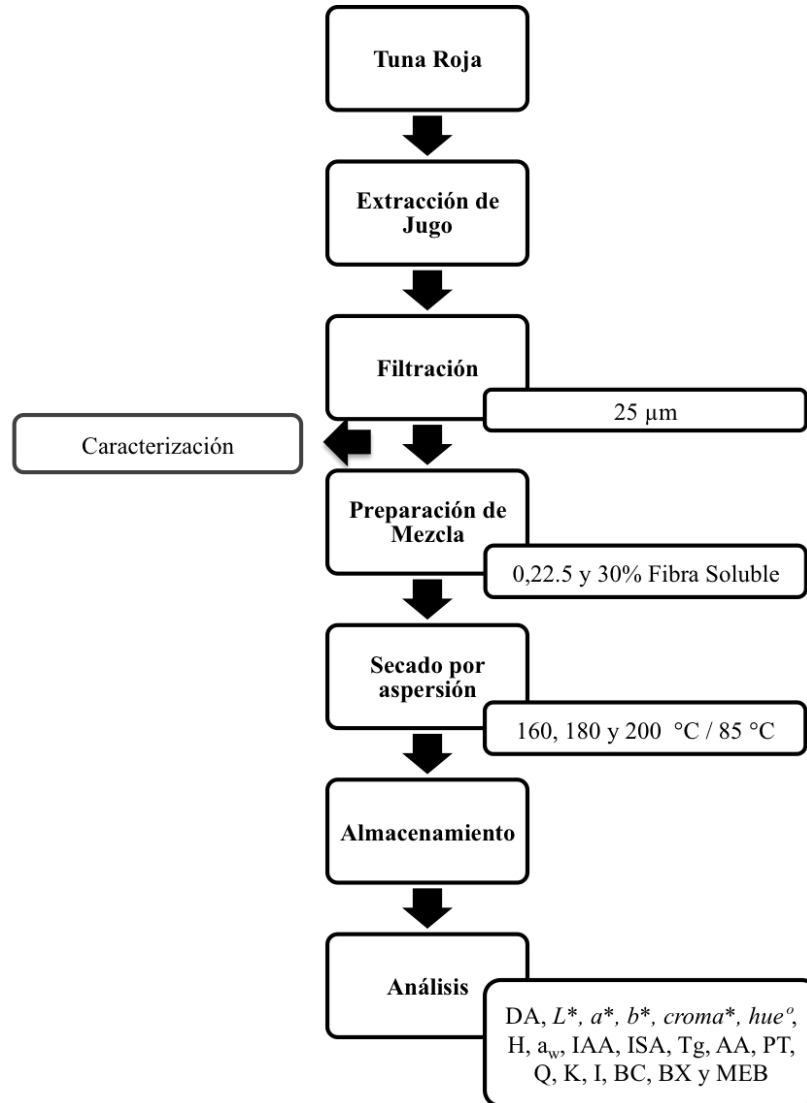 Tuna Roja
Extracción de
Jugo
Filtración
25 µm
Caracterización
Preparación de
Mezcla
0,22.5 y 30% Fibra Soluble
Secado por
aspersión
160, 180 y 200 °C / 85 °C
Almacenamiento
Análisis
DA, L*, a*, b*, croma*, hueº,
H, aw, IAA, ISA, Tg, AA, PT,
Q, K, I, BC, BX y MEB